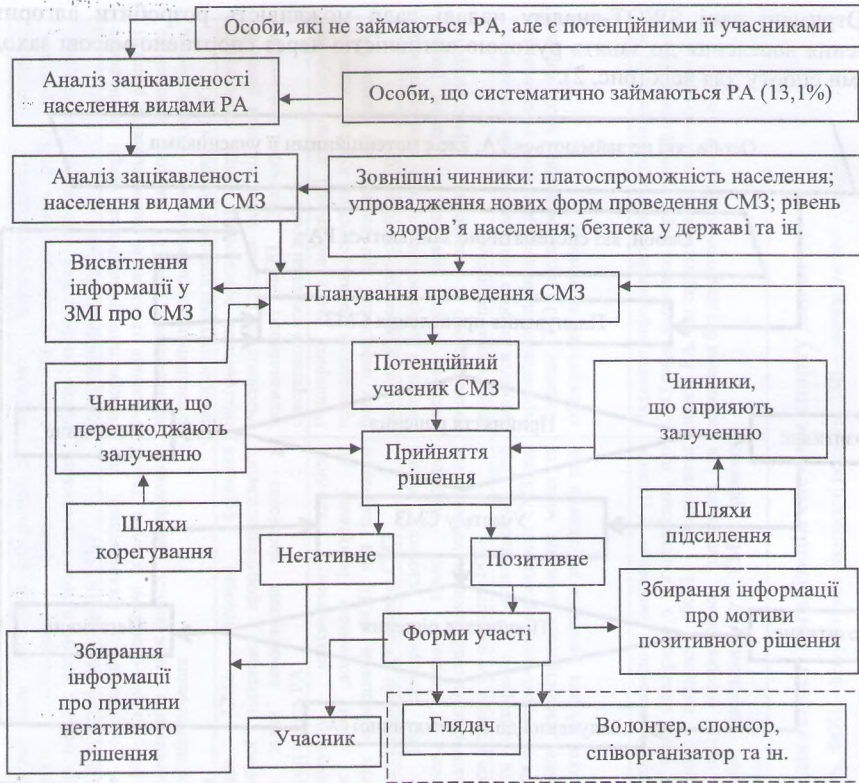 Особи, які не займаються РА, але є потенційними її учасниками
Аналіз зацікавленості
населення видами РА
Особи, що систематично займаються РА (13,1%)
Аналіз зацікавленості
населення видами СМЗ
Зовнішні чинники: платоспроможність населення;
упровадження нових форм проведення СМЗ; рівень
здоров’я населення; безпека у державі та ін.
Висвітлення
інформації у
ЗМІ про СМЗ
Планування проведення СМЗ
Потенційний
учасник СМЗ
Чинники, що
перешкоджають
залученню
Чинники,
що сприяють
залученню
Прийняття
рішення
Шляхи
корегування
Шляхи
підсилення
Негативне
Позитивне
Збирання інформації
про мотиви
позитивного рішення
Форми участі
Збирання
інформації
про причини
негативного
рішення
Учасник
Глядач
Волонтер, спонсор,
співорганізатор та ін.